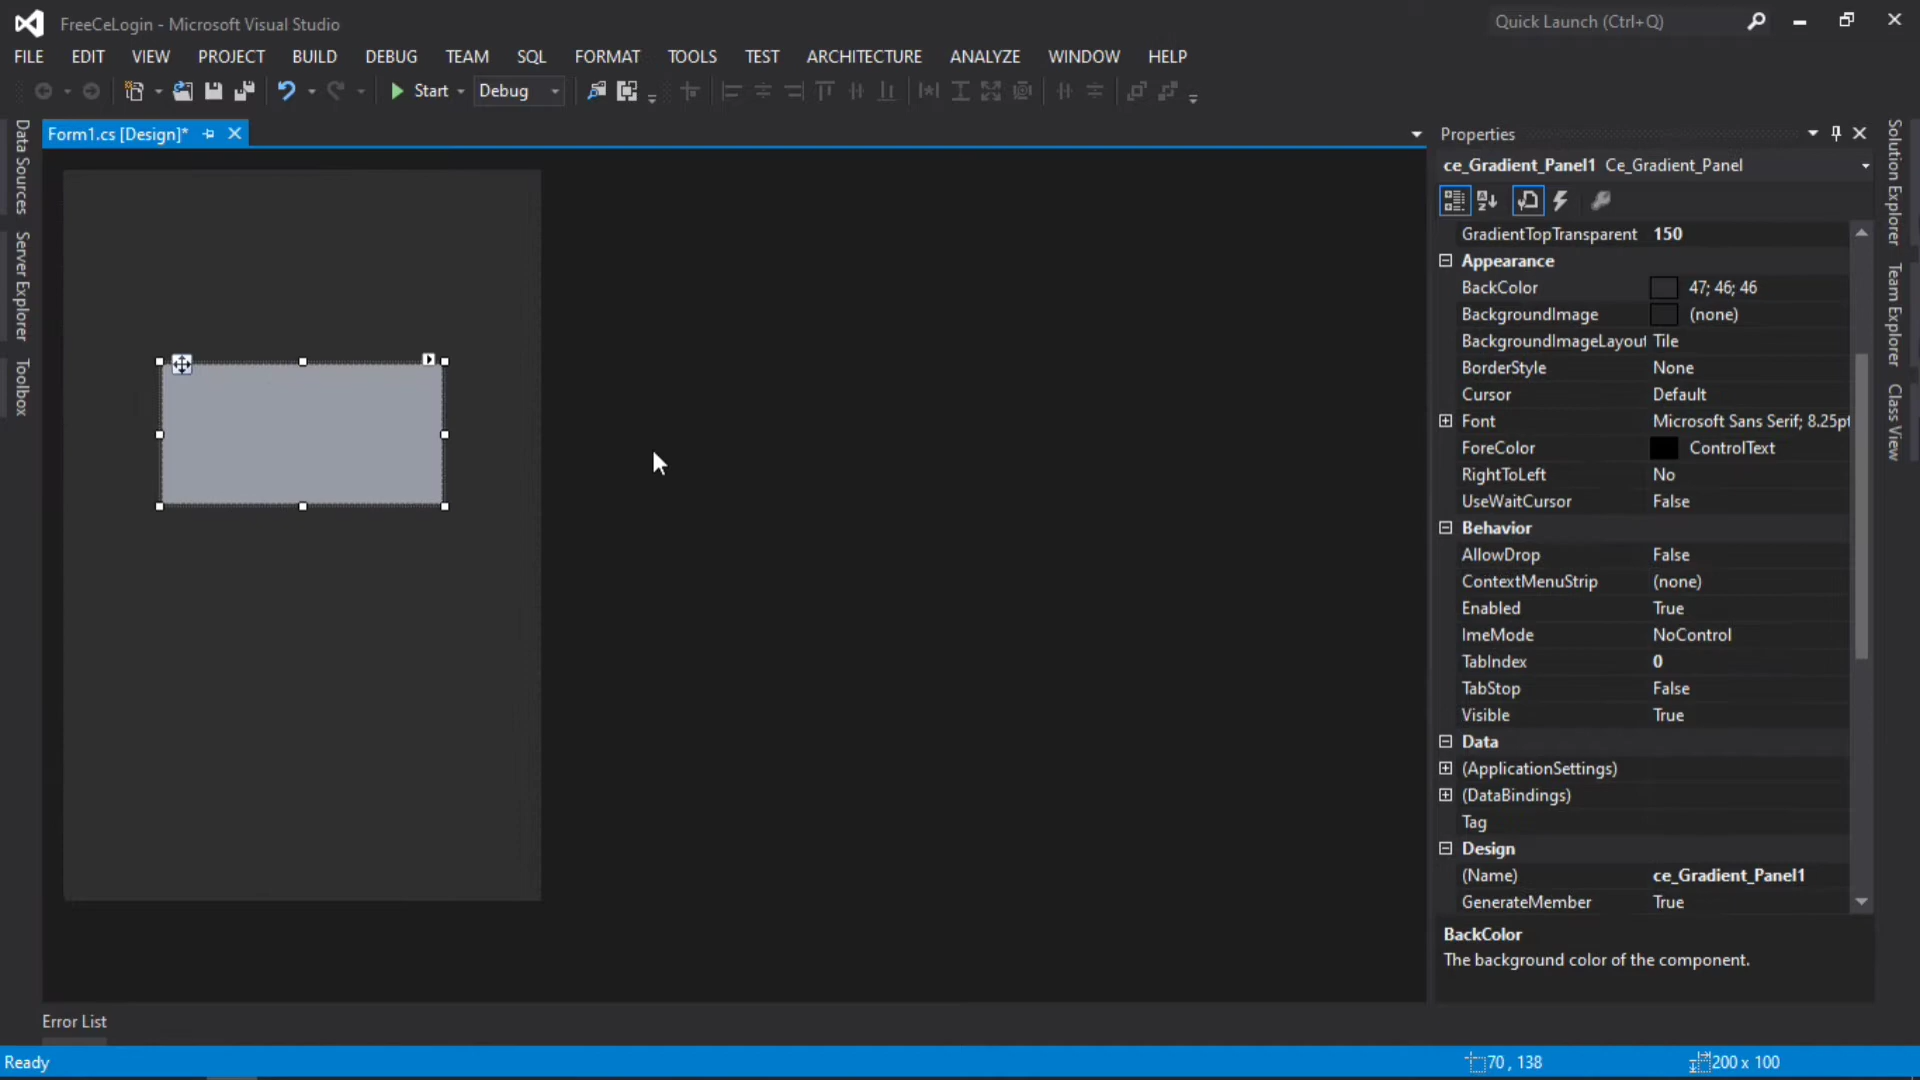 FreeCeLogin - Microsoft Visual Studio
Quick Launch (Ctrl+Q)
FILE EDIT VIEW PROJECT BUILD DEBUG TEAM SQL FORMAT TOOLS TEST ARCHITECTURE ANALYZE WINDOW HELP
Start Debug
Data Sources
Server Explorer
Toolbox
Form1.cs [Design]*
Properties
ce_Gradient_Panel1 Ce_Gradient_Panel
GradientTopTransparent 150
Appearance
BackColor 47; 46; 46
BackgroundImage (none)
BackgroundImageLayout Tile
BorderStyle None
Cursor Default
Font Microsoft Sans Serif; 8.25pt
ForeColor ControlText
RightToLeft No
UseWaitCursor False
Behavior
AllowDrop False
ContextMenuStrip (none)
Enabled True
ImeMode NoControl
TabIndex 0
TabStop False
Visible True
Data
(ApplicationSettings)
(DataBindings)
Tag
Design
(Name) ce_Gradient_Panel1
GenerateMember True
BackColor
The background color of the component.
Solution Explorer
Team Explorer
Class View
Error List
Ready
70 , 138
200 x 100